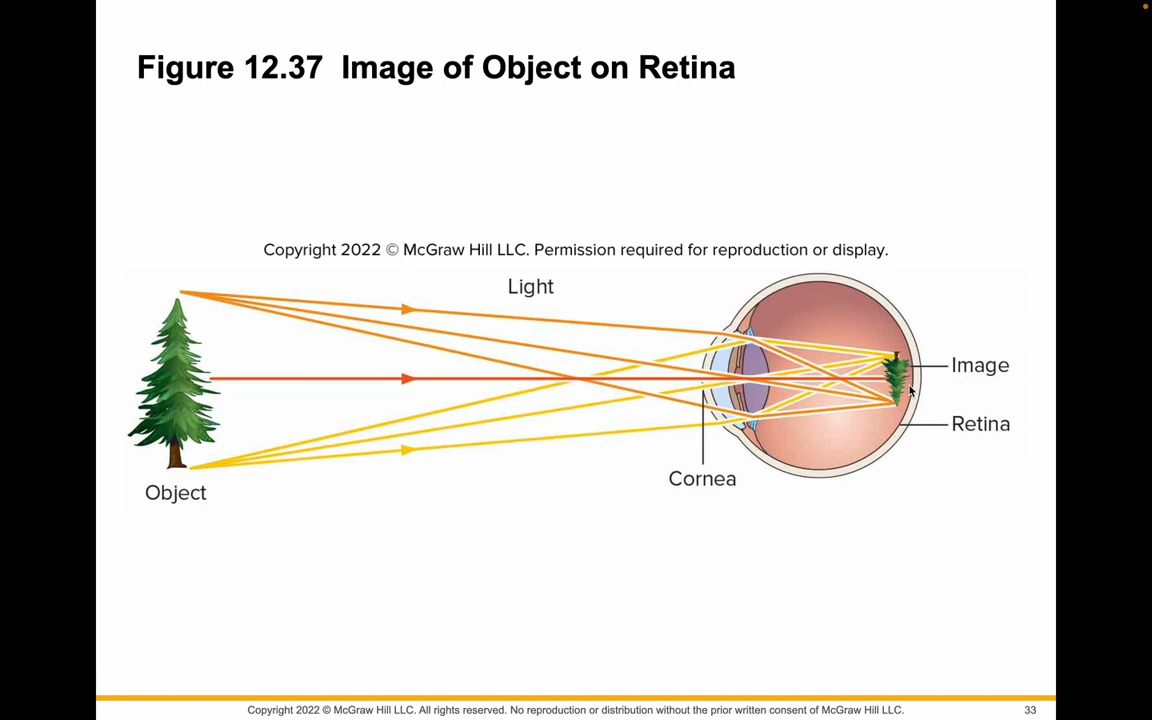 Figure 12.37 Image of Object on Retina
Copyright 2022 © McGraw Hill LLC. Permission required for reproduction or display.
Light
Image
Retina
Cornea
Object
Copyright 2022 © McGraw Hill LLC. All rights reserved. No reproduction or distribution without the prior written consent of McGraw Hill LLC.
33